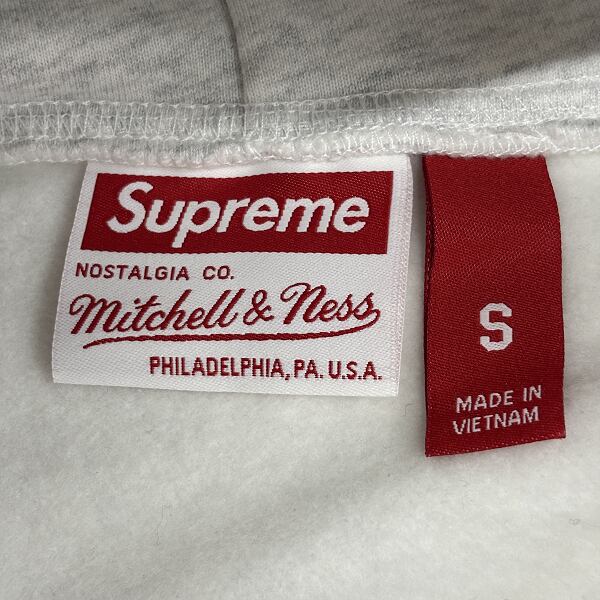 Supreme
NOSTALGIA CO.
Mitchell & Ness
PHILADELPHIA, PA. U.S.A.
S
MADE IN
VIETNAM